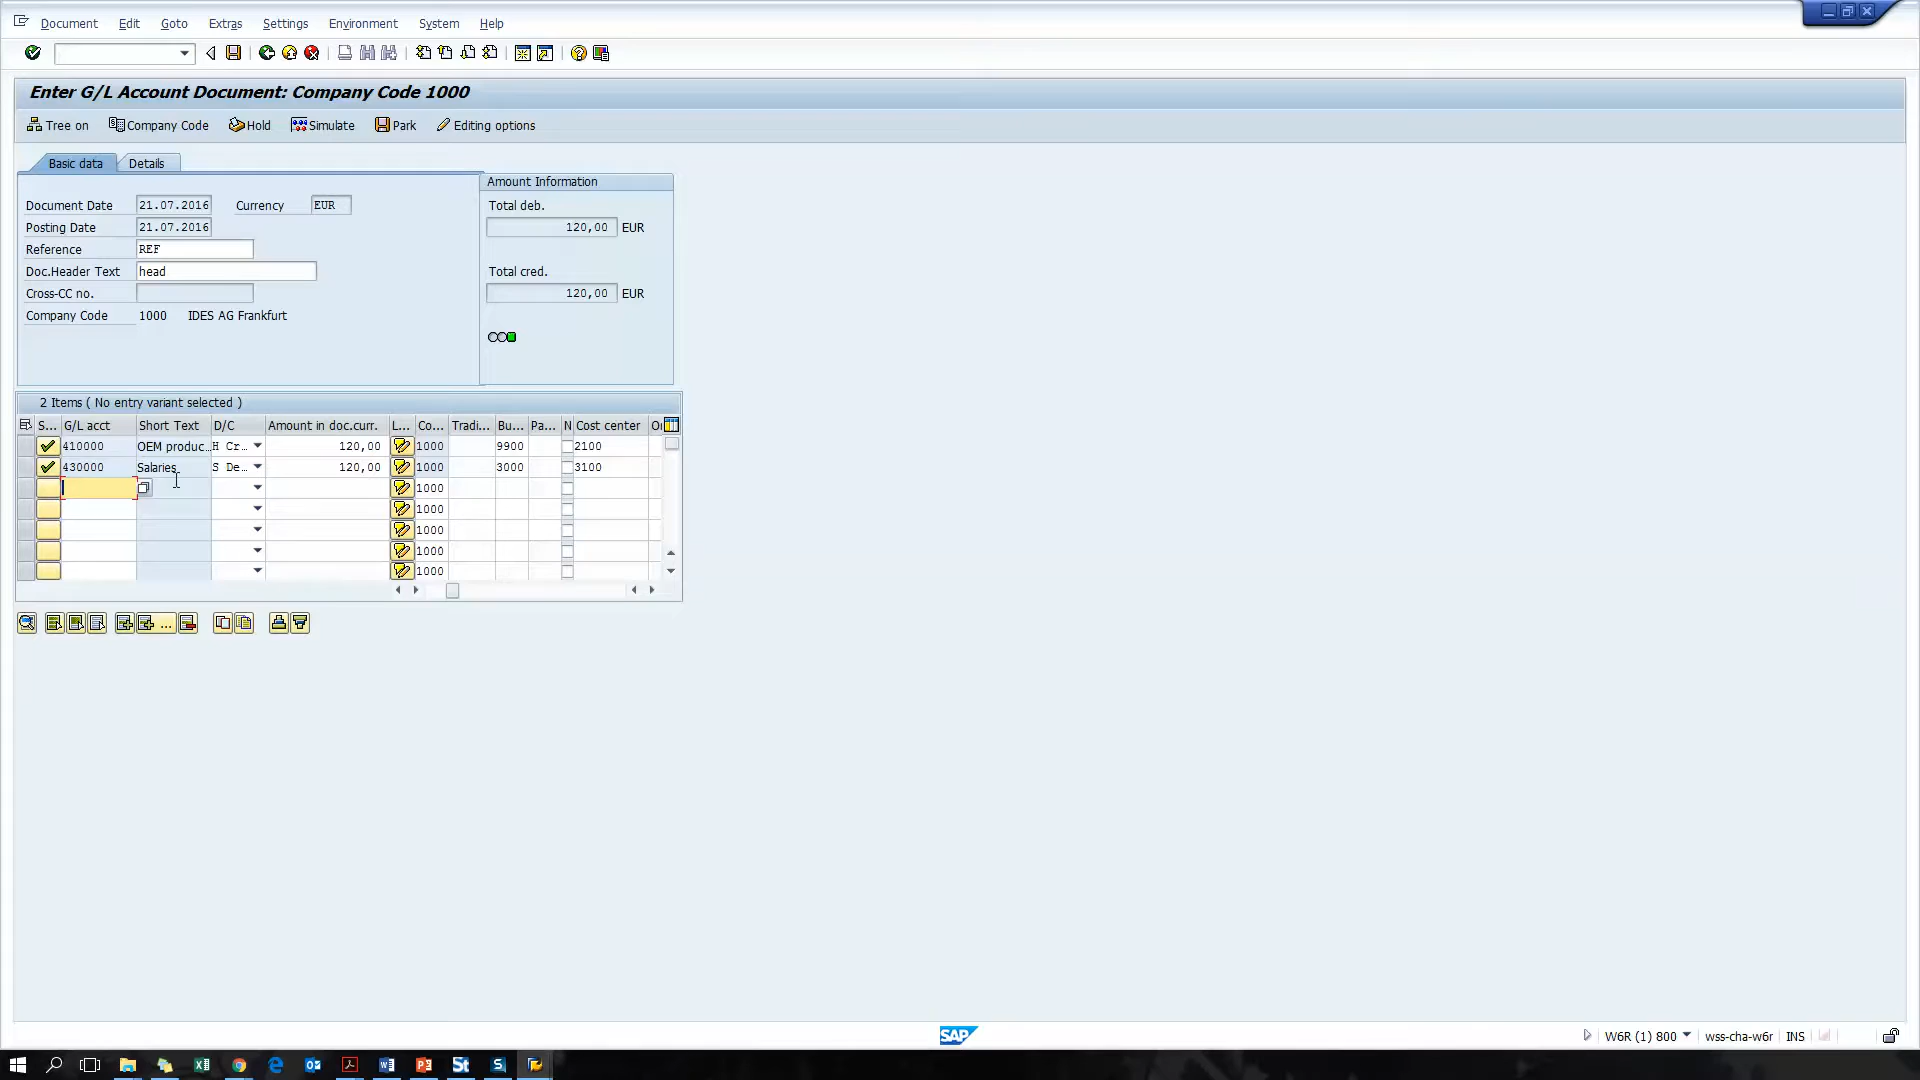 Document Edit Goto Extras Settings Environment System Help
Enter G/L Account Document: Company Code 1000
Tree on Company Code Hold Simulate Park Editing options
Basic data Details
Amount Information
Document Date 21.07.2016 Currency EUR
Total deb.
Posting Date 21.07.2016
120,00 EUR
Reference REF
Doc.Header Text head
Total cred.
Cross-CC no.
120,00 EUR
Company Code 1000 IDES AG Frankfurt
2 Items ( No entry variant selected )
S... G/L acct Short Text D/C Amount in doc.curr. L... Co... Tradi... Bu... Pa... N Cost center O
410000 OEM produc... H Cr... 120,00 1000 9900 2100
430000 Salaries S De... 120,00 1000 3000 3100
1000
1000
1000
1000
1000
...
SAP
W6R (1) 800 wss-cha-w6r INS